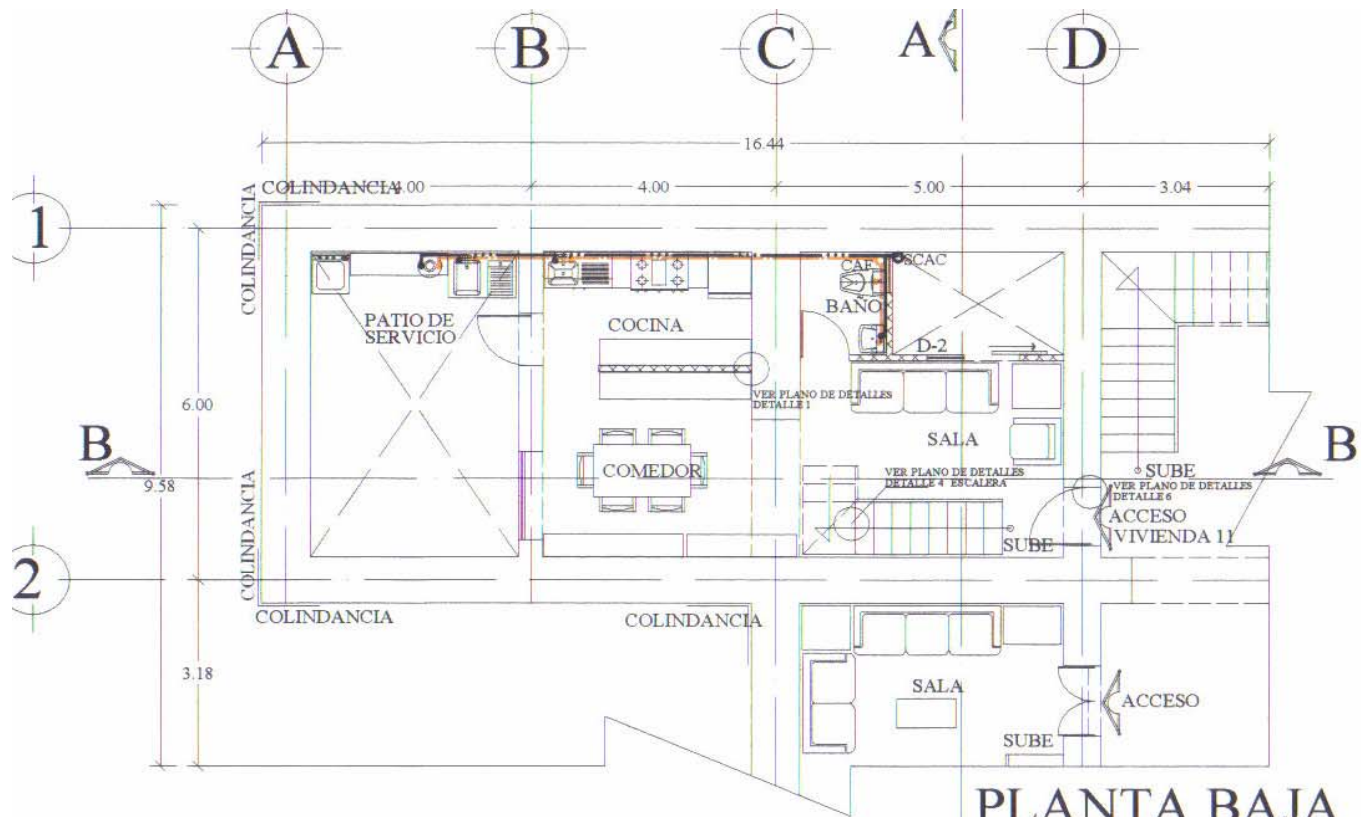 A
B
C
A
D
16.44
COLINDANCIA
4.00
4.00
5.00
3.04
1
COLINDANCIA
CAF
SCAC
BAÑO
PATIO DE
SERVICIO
COCINA
D-2
VER PLANO DE DETALLES
DETALLE 1
6.00
SALA
B
B
9.58
COMEDOR
VER PLANO DE DETALLES
DETALLE 4 ESCALERA
SUBE
VER PLANO DE DETALLES
DETALLE 6
ACCESO
VIVIENDA 11
COLINDANCIA
SUBE
2
COLINDANCIA
COLINDANCIA
3.18
SALA
ACCESO
SUBE
PLANTA BAJA